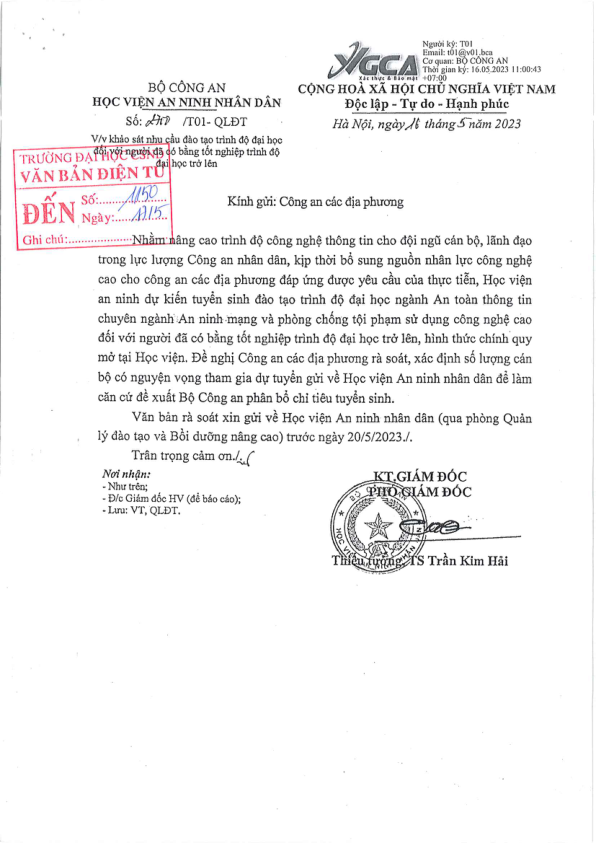 VGCA
Xác thực & Bảo mật
Người ký: T01
Email: t01@v01.bca
Cơ quan: BỘ CÔNG AN
Thời gian ký: 16.05.2023 11:00:43
+07:00
BỘ CÔNG AN
HỌC VIỆN AN NINH NHÂN DÂN
CỘNG HOÀ XÃ HỘI CHỦ NGHĨA VIỆT NAM
Độc lập - Tự do - Hạnh phúc
Số: /T01- QLĐT
Hà Nội, ngày 16 tháng 5 năm 2023
V/v khảo sát nhu cầu đào tạo trình độ đại học
đối với người đã có bằng tốt nghiệp trình độ
đại học trở lên
TRƯỜNG ĐẠI HỌC CSND
VĂN BẢN ĐIỆN TỬ
ĐẾN
Số: 1150
Ngày: 17/5
Ghi chú:
Kính gửi: Công an các địa phương
Nhằm nâng cao trình độ công nghệ thông tin cho đội ngũ cán bộ, lãnh đạo
trong lực lượng Công an nhân dân, kịp thời bổ sung nguồn nhân lực công nghệ
cao cho công an các địa phương đáp ứng được yêu cầu của thực tiễn, Học viện
an ninh dự kiến tuyển sinh đào tạo trình độ đại học ngành An toàn thông tin
chuyên ngành An ninh mạng và phòng chống tội phạm sử dụng công nghệ cao
đối với người đã có bằng tốt nghiệp trình độ đại học trở lên, hình thức chính quy
mở tại Học viện. Đề nghị Công an các địa phương rà soát, xác định số lượng cán
bộ có nguyện vọng tham gia dự tuyển gửi về Học viện An ninh nhân dân để làm
căn cứ đề xuất Bộ Công an phân bổ chỉ tiêu tuyển sinh.
Văn bản rà soát xin gửi về Học viện An ninh nhân dân (qua phòng Quản
lý đào tạo và Bồi dưỡng nâng cao) trước ngày 20/5/2023./.
Trân trọng cảm ơn./.
Nơi nhận:
- Như trên;
- Đ/c Giám đốc HV (để báo cáo);
- Lưu: VT, QLĐT.
KT.GIÁM ĐỐC
PHÓ GIÁM ĐỐC
Thiếu tướng, TS Trần Kim Hải